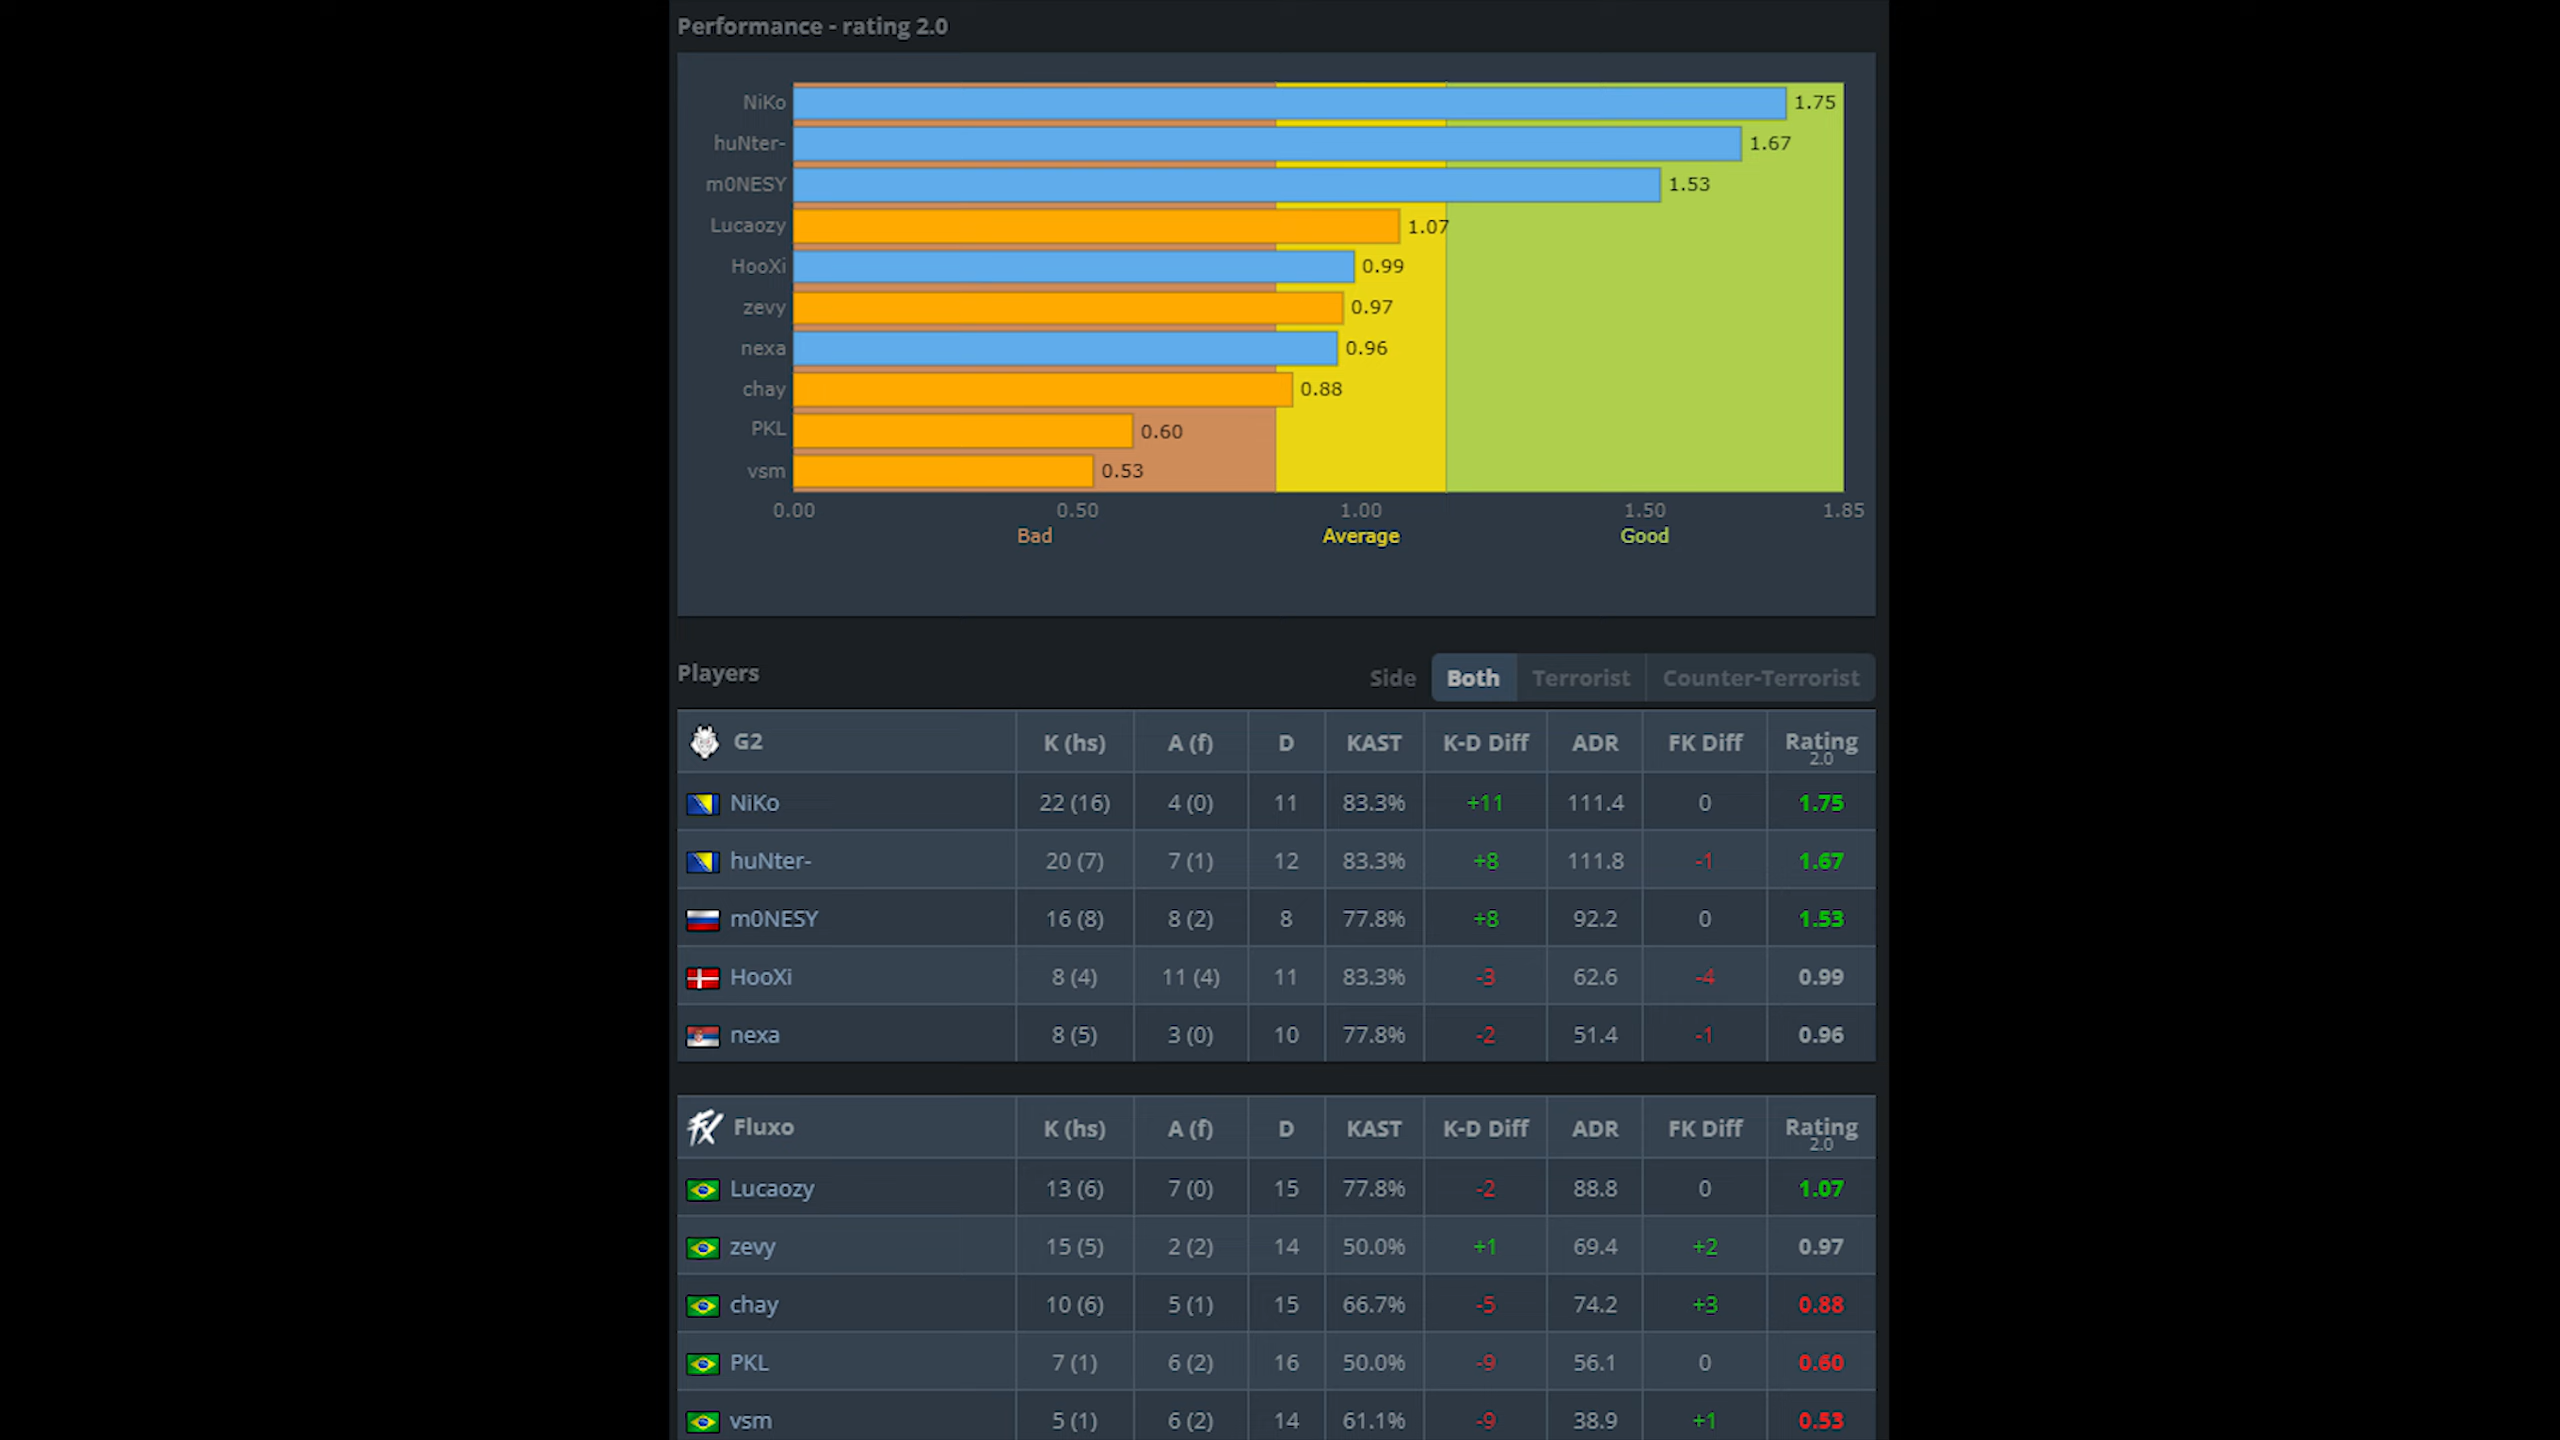 Performance - rating 2.0
NiKo 1.75
huNter- 1.67
m0NESY 1.53
Lucaozy 1.07
HooXi 0.99
zevy 0.97
nexa 0.96
chay 0.88
PKL 0.60
vsm 0.53
0.00 0.50 1.00 1.50 1.85
Bad Average Good
Players Side Both Terrorist Counter-Terrorist
G2 K (hs) A (f) D KAST K-D Diff ADR FK Diff Rating 2.0
NiKo 22 (16) 4 (0) 11 83.3% +11 111.4 0 1.75
huNter- 20 (7) 7 (1) 12 83.3% +8 111.8 -1 1.67
m0NESY 16 (8) 8 (2) 8 77.8% +8 92.2 0 1.53
HooXi 8 (4) 11 (4) 11 83.3% -3 62.6 -4 0.99
nexa 8 (5) 3 (0) 10 77.8% -2 51.4 -1 0.96
FX Fluxo K (hs) A (f) D KAST K-D Diff ADR FK Diff Rating 2.0
Lucaozy 13 (6) 7 (0) 15 77.8% -2 88.8 0 1.07
zevy 15 (5) 2 (2) 14 50.0% +1 69.4 +2 0.97
chay 10 (6) 5 (1) 15 66.7% -5 74.2 +3 0.88
PKL 7 (1) 6 (2) 16 50.0% -9 56.1 0 0.60
vsm 5 (1) 6 (2) 14 61.1% -9 38.9 +1 0.53